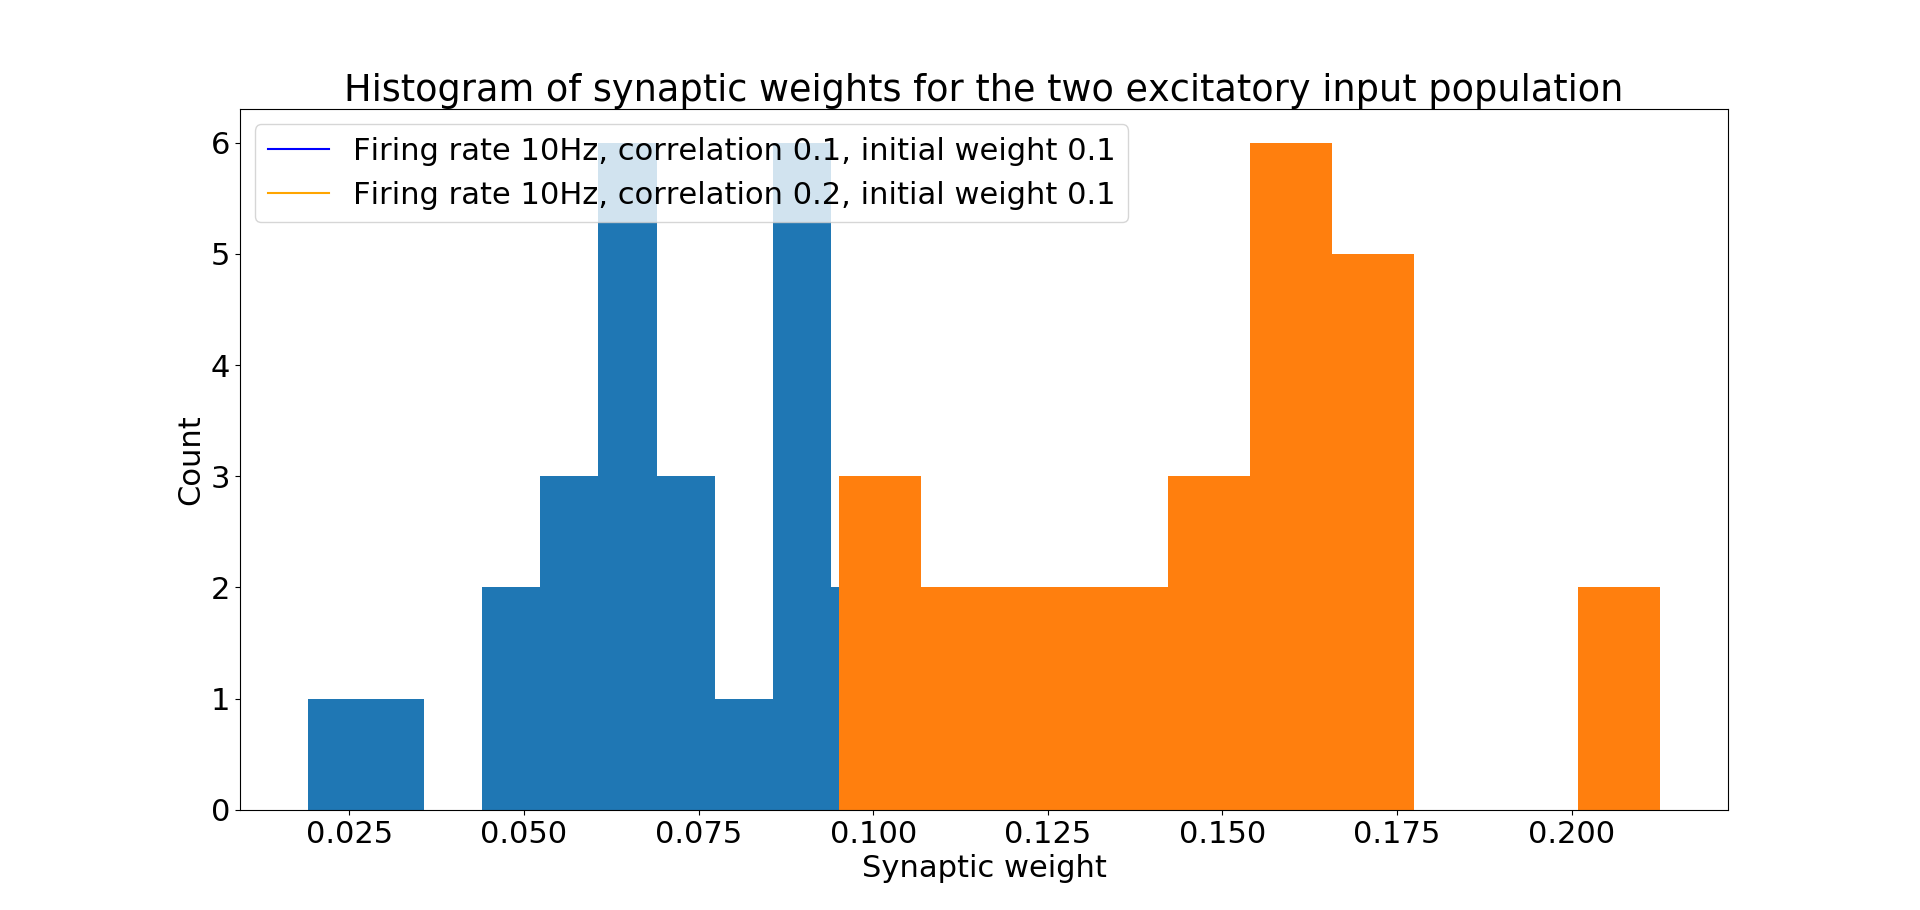 Histogram of synaptic weights for the two excitatory input population
Firing rate 10Hz, correlation 0.1, initial weight 0.1
Firing rate 10Hz, correlation 0.2, initial weight 0.1
6
5
4
3
2
1
0
Count
0.025 0.050 0.075 0.100 0.125 0.150 0.175 0.200
Synaptic weight